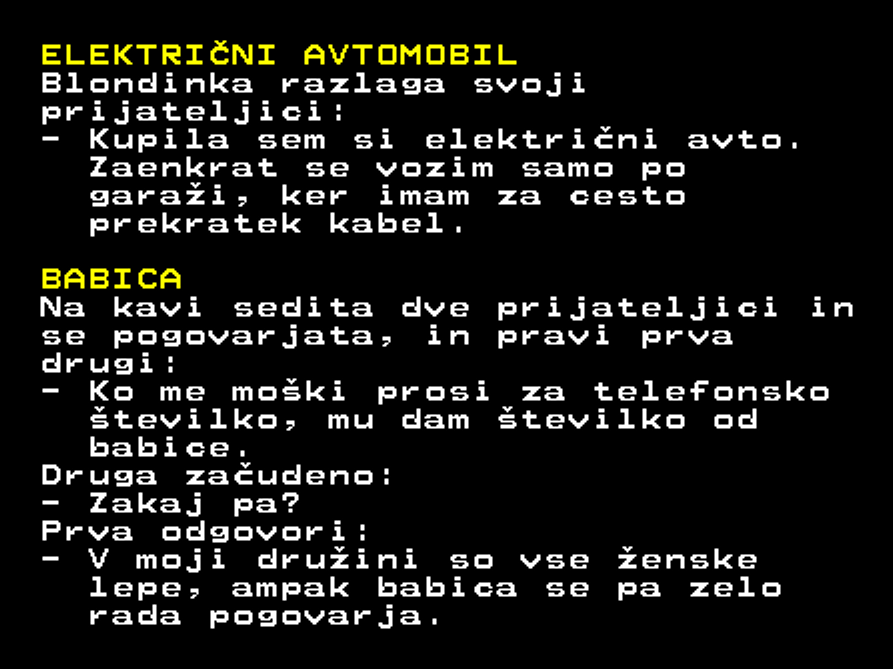 ELEKTRIČNI AVTOMOBIL
Blondinka razlaga svoji
prijateljici:
- Kupila sem si električni avto.
Zaenkrat se vozim samo po
garaži, ker imam za cesto
prekratek kabel.
BABICA
Na kavi sedita dve prijateljici in
se pogovarjata, in pravi prva
drugi:
- Ko me moški prosi za telefonsko
številko, mu dam številko od
babice.
Druga začudeno:
- Zakaj pa?
Prva odgovori:
- V moji družini so vse ženske
lepe, ampak babica se pa zelo
rada pogovarja.